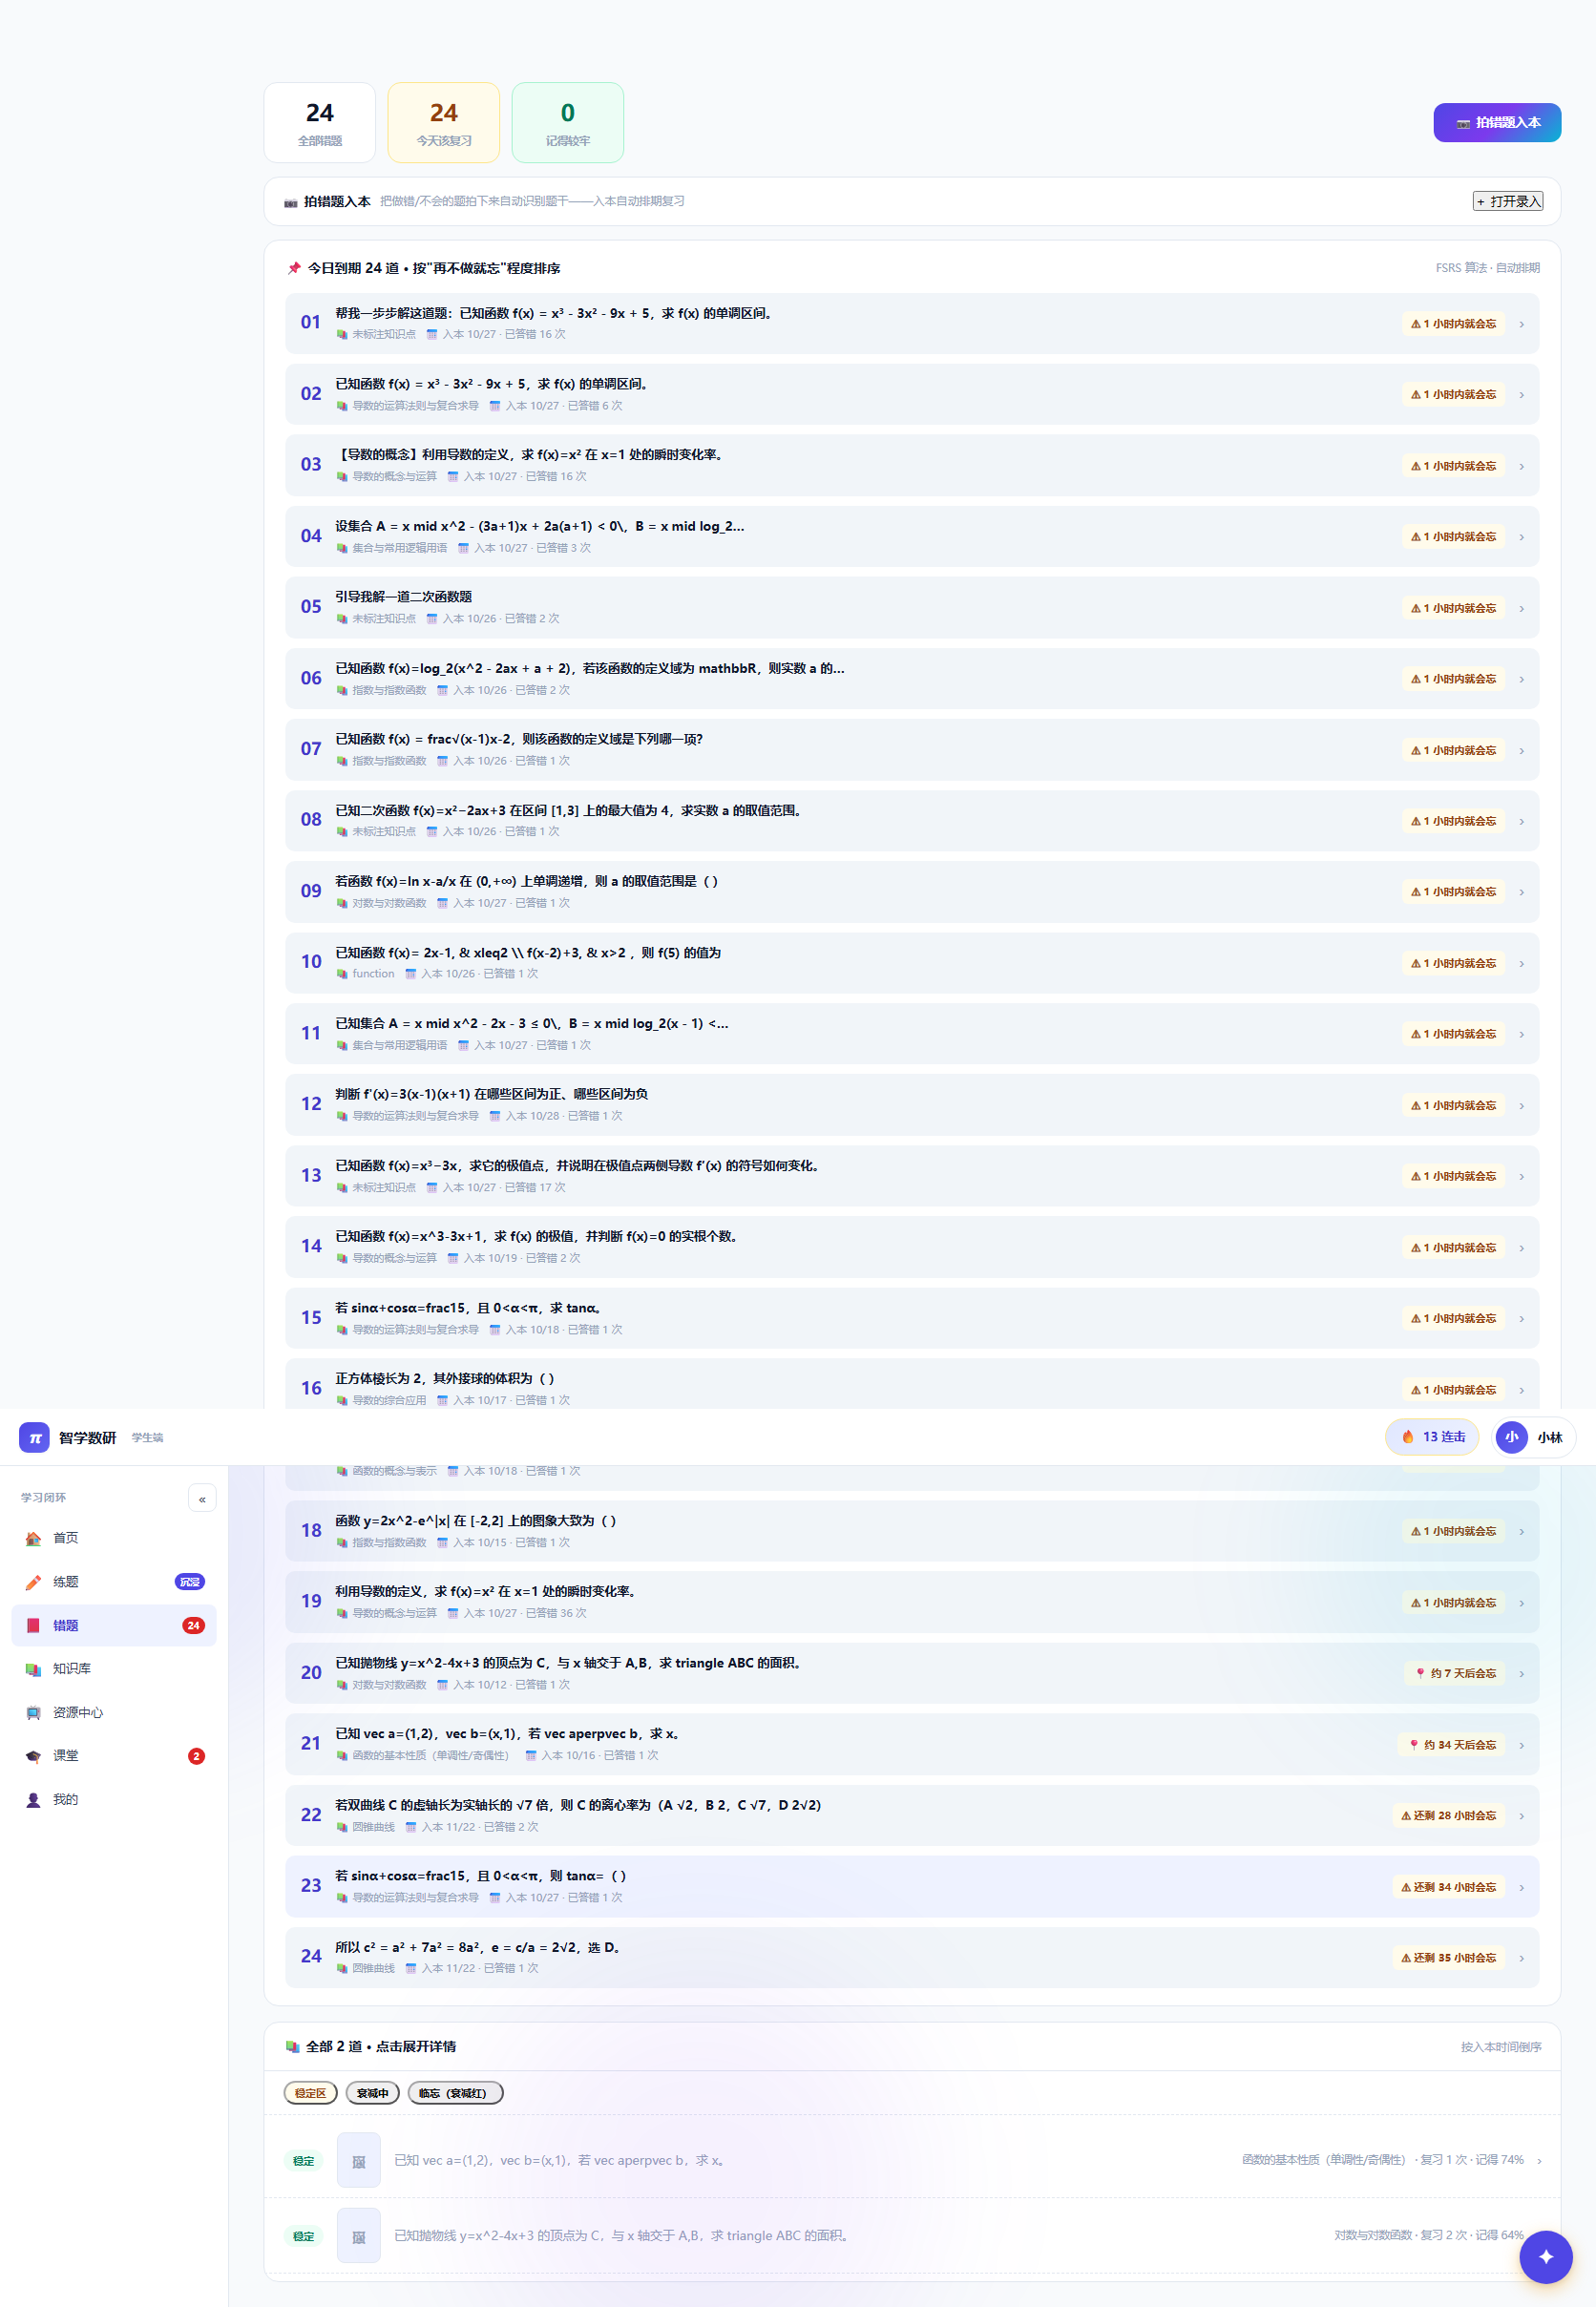 24
全部错题
24
今天该复习
0
记得较牢
拍错题入本
拍错题入本 把做错/不会的题拍下来自动识别题干——入本自动排期复习
+ 打开录入
今日到期 24 道 • 按"再不做就忘"程度排序
FSRS 算法 · 自动排期
01 帮我一步步解这道题：已知函数 f(x) = x³ - 3x² - 9x + 5，求 f(x) 的单调区间。
未标注知识点 入本 10/27 · 已答错 16 次
1 小时内就会忘 ›
02 已知函数 f(x) = x³ - 3x² - 9x + 5，求 f(x) 的单调区间。
导数的运算法则与复合求导 入本 10/27 · 已答错 6 次
1 小时内就会忘 ›
03 【导数的概念】利用导数的定义，求 f(x)=x² 在 x=1 处的瞬时变化率。
导数的概念与运算 入本 10/27 · 已答错 16 次
1 小时内就会忘 ›
04 设集合 A = x mid x^2 - (3a+1)x + 2a(a+1) < 0\，B = x mid log_2...
集合与常用逻辑用语 入本 10/27 · 已答错 3 次
1 小时内就会忘 ›
05 引导我解一道二次函数题
未标注知识点 入本 10/26 · 已答错 2 次
1 小时内就会忘 ›
06 已知函数 f(x)=log_2(x^2 - 2ax + a + 2)，若该函数的定义域为 mathbbR，则实数 a 的...
指数与指数函数 入本 10/26 · 已答错 2 次
1 小时内就会忘 ›
07 已知函数 f(x) = frac√(x-1)x-2，则该函数的定义域是下列哪一项?
指数与指数函数 入本 10/26 · 已答错 1 次
1 小时内就会忘 ›
08 已知二次函数 f(x)=x²−2ax+3 在区间 [1,3] 上的最大值为 4，求实数 a 的取值范围。
未标注知识点 入本 10/26 · 已答错 1 次
1 小时内就会忘 ›
09 若函数 f(x)=ln x-a/x 在 (0,+∞) 上单调递增，则 a 的取值范围是（ ）
对数与对数函数 入本 10/27 · 已答错 1 次
1 小时内就会忘 ›
10 已知函数 f(x)= 2x-1, & xleq2 \\ f(x-2)+3, & x>2 ，则 f(5) 的值为
function 入本 10/26 · 已答错 1 次
1 小时内就会忘 ›
11 已知集合 A = x mid x^2 - 2x - 3 ≤ 0\，B = x mid log_2(x - 1) <...
集合与常用逻辑用语 入本 10/27 · 已答错 1 次
1 小时内就会忘 ›
12 判断 f'(x)=3(x-1)(x+1) 在哪些区间为正、哪些区间为负
导数的运算法则与复合求导 入本 10/28 · 已答错 1 次
1 小时内就会忘 ›
13 已知函数 f(x)=x³−3x，求它的极值点，并说明在极值点两侧导数 f′(x) 的符号如何变化。
未标注知识点 入本 10/27 · 已答错 17 次
1 小时内就会忘 ›
14 已知函数 f(x)=x^3-3x+1，求 f(x) 的极值，并判断 f(x)=0 的实根个数。
导数的概念与运算 入本 10/19 · 已答错 2 次
1 小时内就会忘 ›
15 若 sinα+cosα=frac15，且 0<α<π，求 tanα。
导数的运算法则与复合求导 入本 10/18 · 已答错 1 次
1 小时内就会忘 ›
16 正方体棱长为 2，其外接球的体积为（ ）
导数的综合应用 入本 10/17 · 已答错 1 次
1 小时内就会忘 ›
π 智学数研 学生端
13 连击
小 小林
函数的概念与表示 入本 10/18 · 已答错 1 次
学习闭环 «
首页
练题 沉浸
错题 24
知识库
资源中心
课堂 2
我的
18 函数 y=2x^2-e^|x| 在 [-2,2] 上的图象大致为（ ）
指数与指数函数 入本 10/15 · 已答错 1 次
1 小时内就会忘 ›
19 利用导数的定义，求 f(x)=x² 在 x=1 处的瞬时变化率。
导数的概念与运算 入本 10/27 · 已答错 36 次
1 小时内就会忘 ›
20 已知抛物线 y=x^2-4x+3 的顶点为 C，与 x 轴交于 A,B，求 triangle ABC 的面积。
对数与对数函数 入本 10/12 · 已答错 1 次
约 7 天后会忘 ›
21 已知 vec a=(1,2)，vec b=(x,1)，若 vec aperpvec b，求 x。
函数的基本性质（单调性/奇偶性） 入本 10/16 · 已答错 1 次
约 34 天后会忘 ›
22 若双曲线 C 的虚轴长为实轴长的 √7 倍，则 C 的离心率为（A √2，B 2，C √7，D 2√2）
圆锥曲线 入本 11/22 · 已答错 2 次
还剩 28 小时会忘 ›
23 若 sinα+cosα=frac15，且 0<α<π，则 tanα=（ ）
导数的运算法则与复合求导 入本 10/27 · 已答错 1 次
还剩 34 小时会忘 ›
24 所以 c² = a² + 7a² = 8a²，e = c/a = 2√2，选 D。
圆锥曲线 入本 11/22 · 已答错 1 次
还剩 35 小时会忘 ›
全部 2 道 • 点击展开详情
按入本时间倒序
稳定区 衰减中 临忘（衰减红）
稳定 已知 vec a=(1,2)，vec b=(x,1)，若 vec aperpvec b，求 x。
函数的基本性质（单调性/奇偶性） · 复习 1 次 · 记得 74% ›
稳定 已知抛物线 y=x^2-4x+3 的顶点为 C，与 x 轴交于 A,B，求 triangle ABC 的面积。
对数与对数函数 · 复习 2 次 · 记得 64%